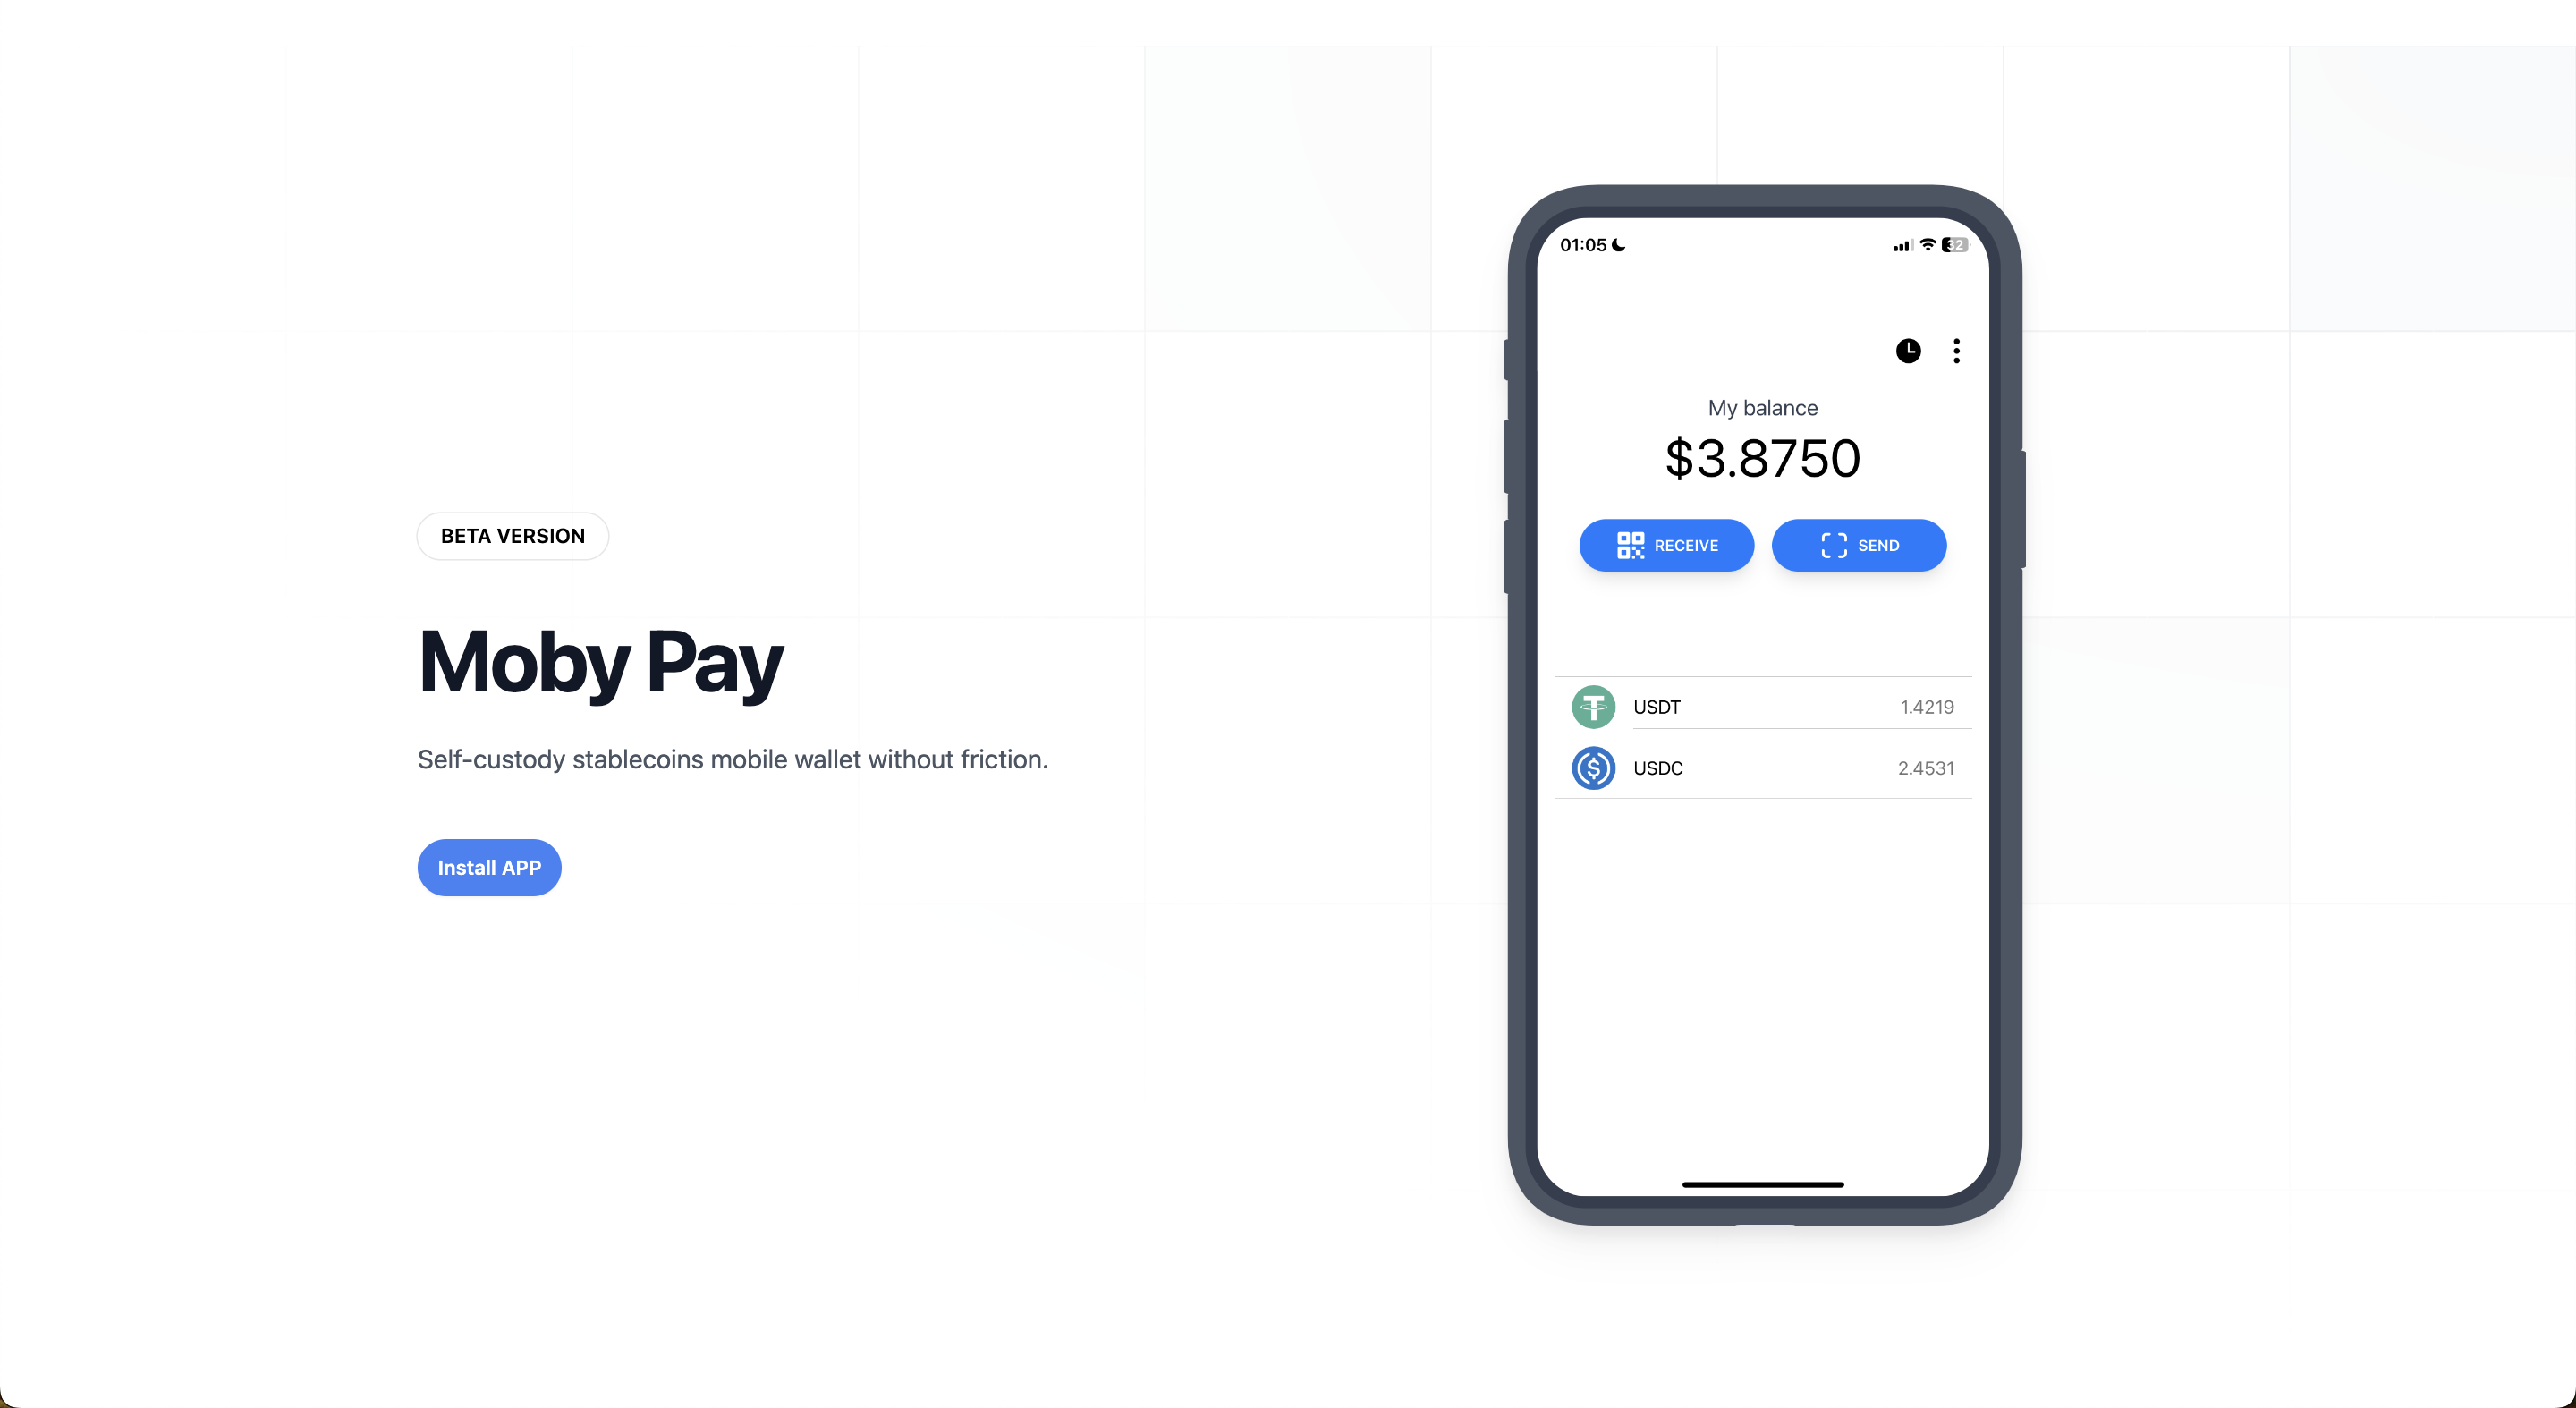 BETA VERSION
Moby Pay
Self-custody stablecoins mobile wallet without friction.
Install APP
01:05
32
My balance
$3.8750
RECEIVE
SEND
USDT 1.4219
USDC 2.4531